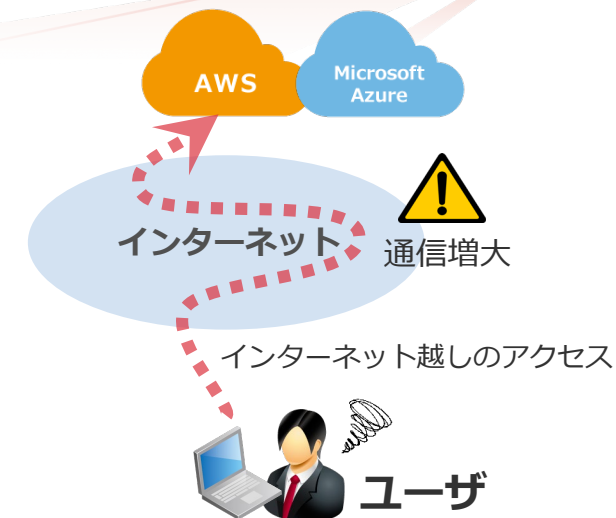 AWS
Microsoft
Azure
インターネット
通信増大
インターネット越しのアクセス
ユーザ